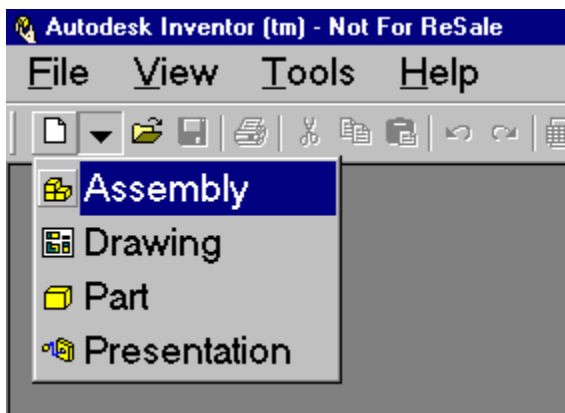 Autodesk Inventor (tm) - Not For ReSale
File View Tools Help
Assembly
Drawing
Part
Presentation